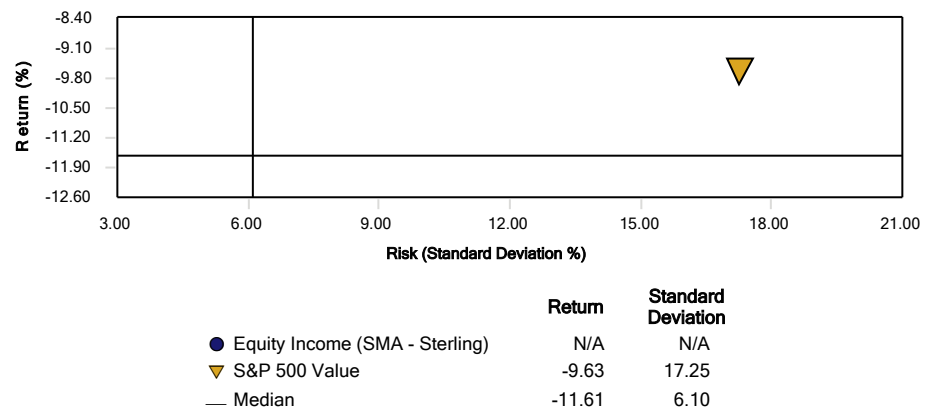 -8.40
-9.10
-9.80
-10.50
-11.20
-11.90
-12.60
Return (%)
3.00 6.00 9.00 12.00 15.00 18.00 21.00
Risk (Standard Deviation %)
Return Standard
Deviation
Equity Income (SMA - Sterling) N/A N/A
S&P 500 Value -9.63 17.25
Median -11.61 6.10